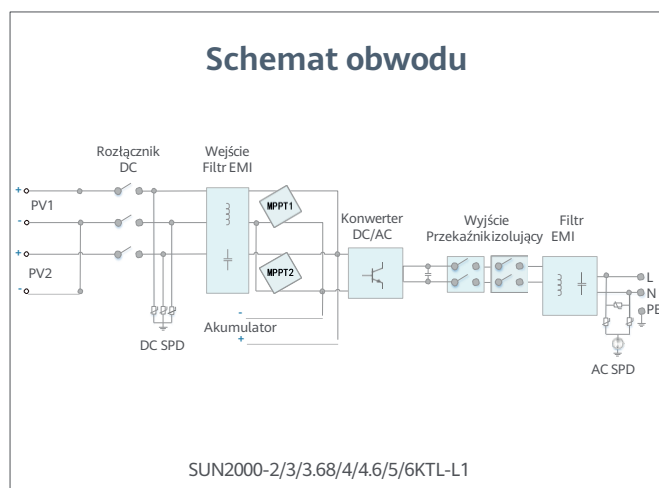 Schemat obwodu
Rozłącznik
DC
Wejście
Filtr EMI
+
PV1
-
+
PV2
-
MPPT1
MPPT2
Konwerter
DC/AC
Wyjście
Przekaźnikizolujący
Filtr
EMI
L
N
PE
-
Akumulator
+
DC SPD
AC SPD
SUN2000-2/3/3.68/4/4.6/5/6KTL-L1